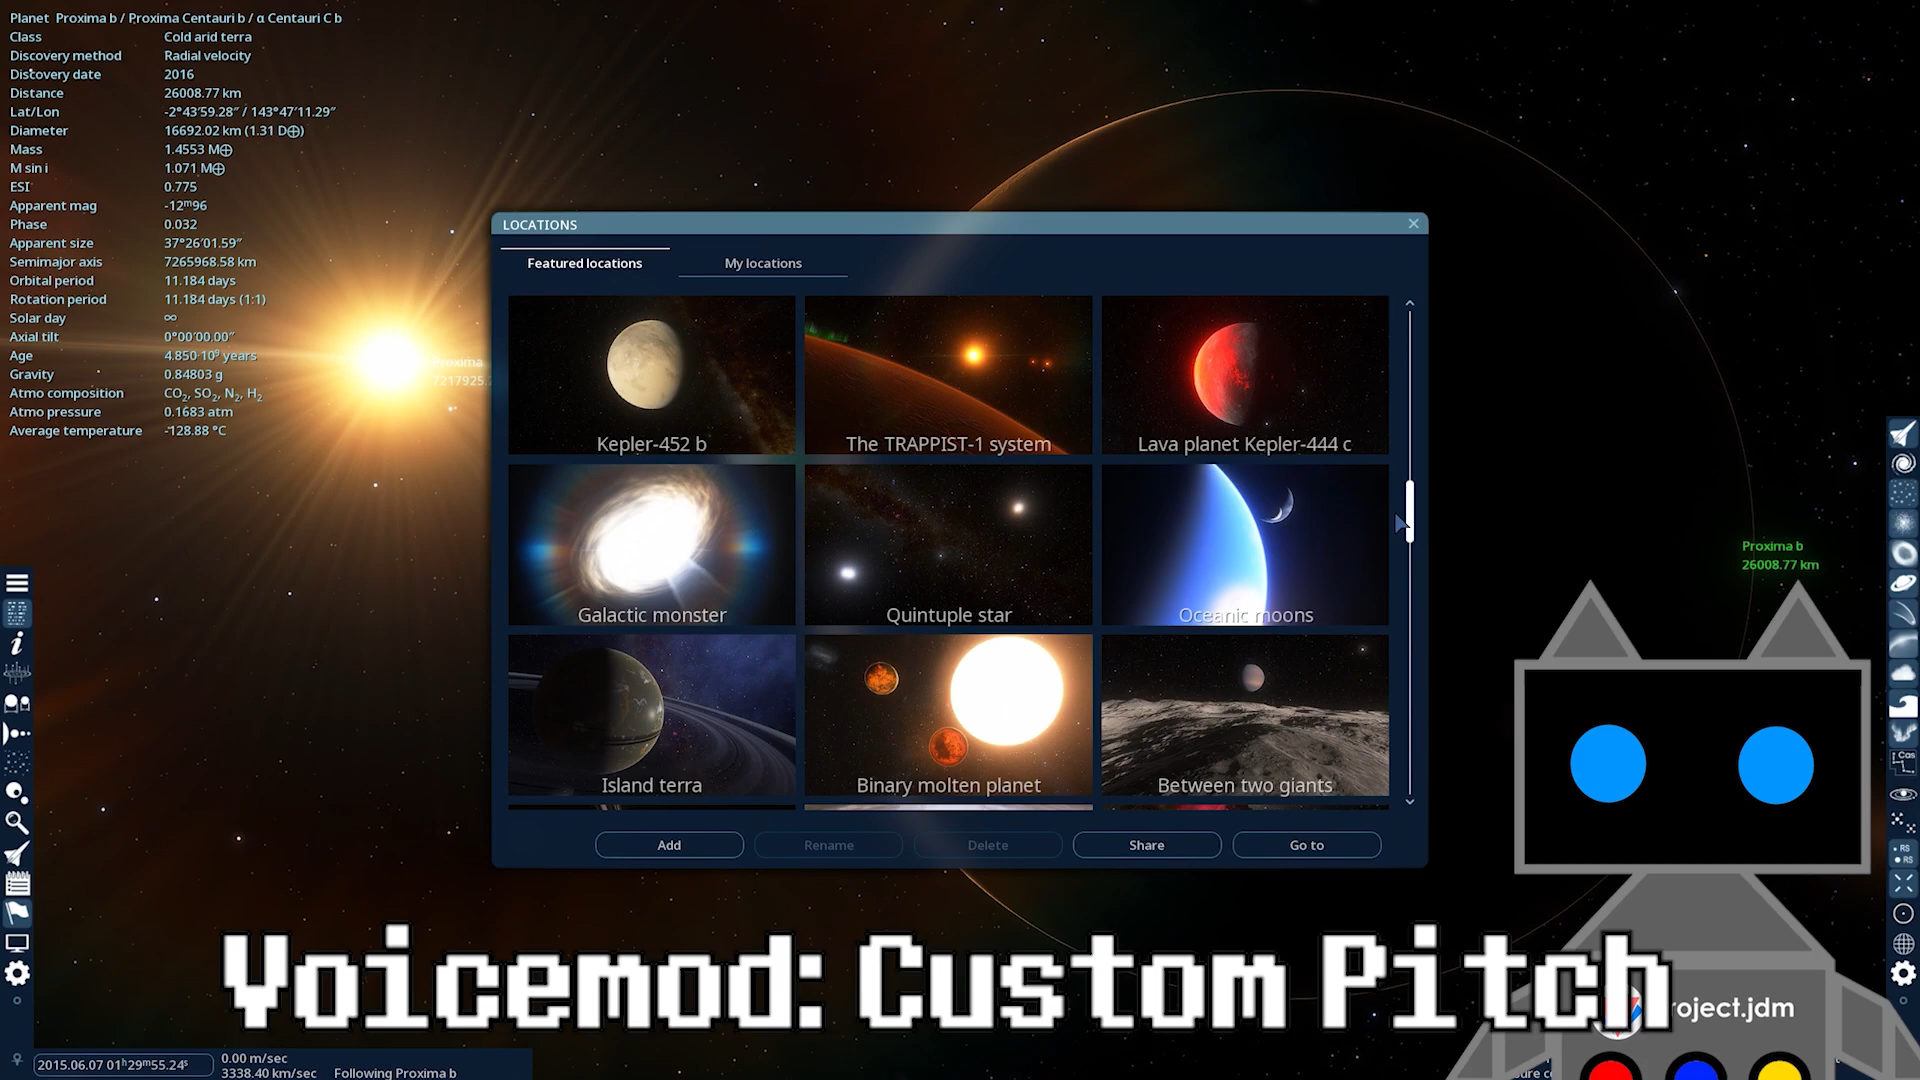 Planet Proxima b / Proxima Centauri b / α Centauri C b
Class Cold arid terra
Discovery method Radial velocity
Discovery date 2016
Distance 26008.77 km
Lat/Lon -2°43′59.28″ / 143°47′11.29″
Diameter 16692.02 km (1.31 D⊕)
Mass 1.4553 M⊕
M sin i 1.071 M⊕
ESI 0.775
Apparent mag -12ᵐ96
Phase 0.032
Apparent size 37°26′01.59″
Semimajor axis 7265968.58 km
Orbital period 11.184 days
Rotation period 11.184 days (1:1)
Solar day ∞
Axial tilt 0°00′00.00″
Age 4.850·10⁹ years
Gravity 0.84803 g
Atmo composition CO₂, SO₂, N₂, H₂
Atmo pressure 0.1683 atm
Average temperature -128.88 °C
Proxima
7217925.
LOCATIONS
Featured locations My locations
Kepler-452 b The TRAPPIST-1 system Lava planet Kepler-444 c
Galactic monster Quintuple star Oceanic moons
Island terra Binary molten planet Between two giants
Add Rename Delete Share Go to
Proxima b
26008.77 km
Cas
RS
RS
Voicemod: Custom Pitch
roject.jdm
2015.06.07 01ʰ29ᵐ55.24ˢ
0.00 m/sec
3338.40 km/sec Following Proxima b